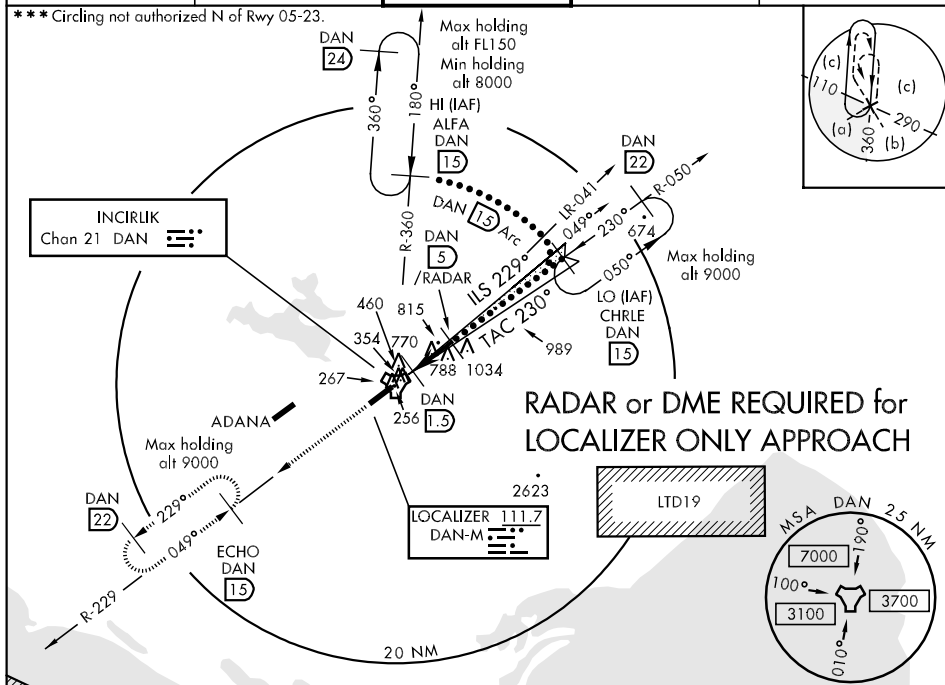 *** Circling not authorized N of Rwy 05-23.
DAN
24
Max holding
alt FL150
Min holding
alt 8000
360°
180°
HI (IAF)
ALFA
DAN
15
DAN 15 Arc
R-360
DAN
22
LR-041
049°
R-050
230°
674
050°
Max holding
alt 9000
LO (IAF)
CHRLE
DAN
15
(c)
110
(c)
(a)
360
290
(b)
INCIRLIK
Chan 21 DAN
DAN
5
/RADAR
ILS 229°
TAC 230°
460
815
354
770
267
788
1034
989
256
DAN
1.5
ADANA
RADAR or DME REQUIRED for
LOCALIZER ONLY APPROACH
Max holding
alt 9000
DAN
22
229°
049°
ECHO
DAN
15
R-229
2623
LOCALIZER 111.7
DAN-M
LTD19
20 NM
MSA DAN 25 NM
7000
190°
100°
3100
3700
010°